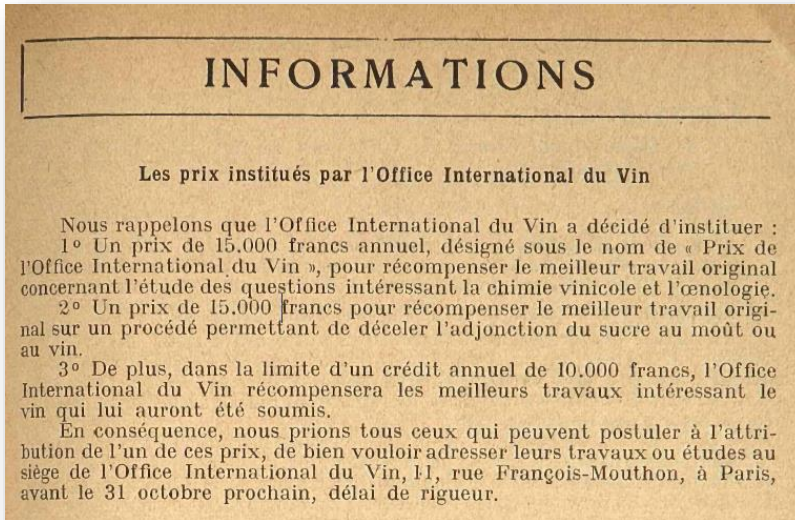 INFORMATIONS
Les prix institués par l'Office International du Vin
Nous rappelons que l'Office International du Vin a décidé d'instituer :
1º Un prix de 15.000 francs annuel, désigné sous le nom de « Prix de
l'Office International du Vin », pour récompenser le meilleur travail original
concernant l'étude des questions intéressant la chimie vinicole et l'œnologie.
2º Un prix de 15.000 francs pour récompenser le meilleur travail origi-
nal sur un procédé permettant de déceler l'adjonction du sucre au moût ou
au vin.
3º De plus, dans la limite d'un crédit annuel de 10.000 francs, l'Office
International du Vin récompensera les meilleurs travaux intéressant le
vin qui lui auront été soumis.
En conséquence, nous prions tous ceux qui peuvent postuler à l'attri-
bution de l'un de ces prix, de bien vouloir adresser leurs travaux ou études au
siège de l'Office International du Vin, 11, rue François-Mouthon, à Paris,
avant le 31 octobre prochain, délai de rigueur.